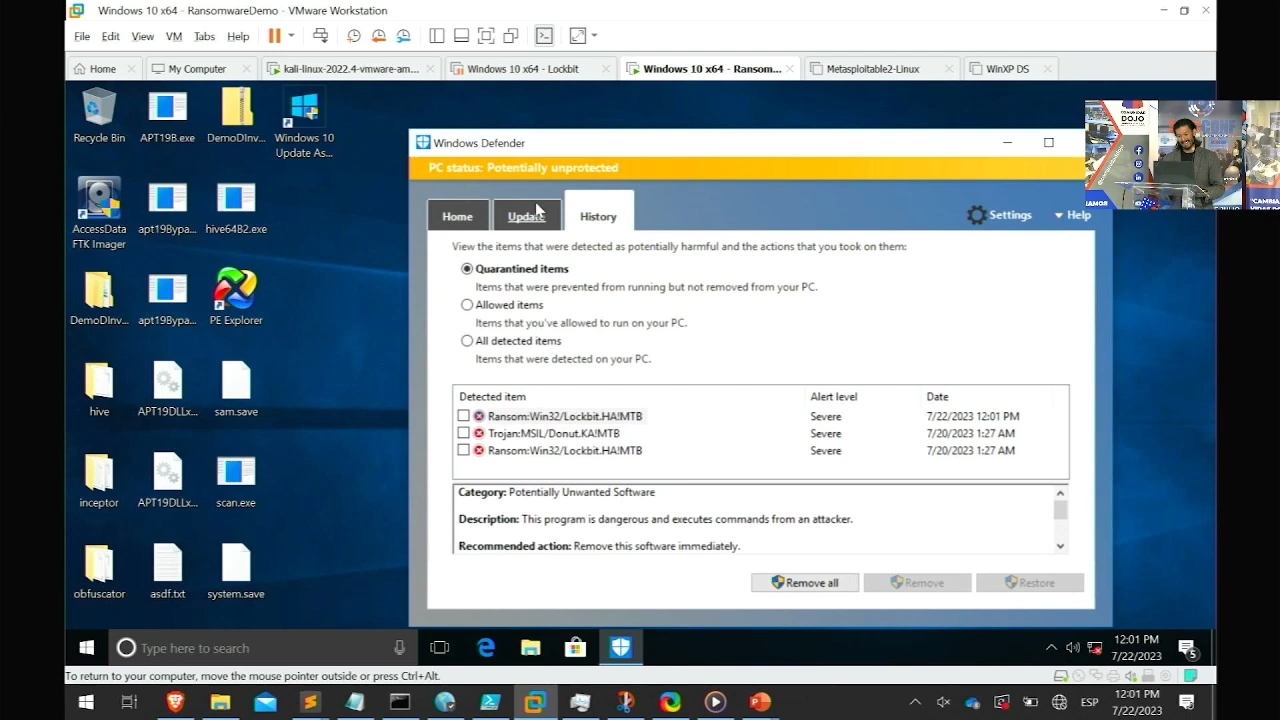 Windows 10 x64 - RansomwareDemo - VMware Workstation
File Edit View VM Tabs Help
Home My Computer kali-linux-2022.4-vmware-am... Windows 10 x64 - Lockbit Windows 10 x64 - Ransom... Metasploitable2-Linux WinXP DS
Recycle Bin APT19B.exe DemoDInv... Windows 10
Update As...
AccessData
FTK Imager
apt19Bypa... hive64B2.exe
DemoDInv... apt19Bypa... PE Explorer
hive APT19DLLx... sam.save
inceptor APT19DLLx... scan.exe
obfuscator asdf.txt system.save
Windows Defender
PC status: Potentially unprotected
Home Update History Settings Help
View the items that were detected as potentially harmful and the actions that you took on them:
Quarantined items
Items that were prevented from running but not removed from your PC.
Allowed items
Items that you've allowed to run on your PC.
All detected items
Items that were detected on your PC.
Detected item Alert level Date
Ransom:Win32/Lockbit.HA!MTB Severe 7/22/2023 12:01 PM
Trojan:MSIL/Donut.KA!MTB Severe 7/20/2023 1:27 AM
Ransom:Win32/Lockbit.HA!MTB Severe 7/20/2023 1:27 AM
Category: Potentially Unwanted Software
Description: This program is dangerous and executes commands from an attacker.
Recommended action: Remove this software immediately.
Remove all Remove Restore
COMUNIDAD
DOJO
CONF
"CAMBIA
Type here to search
12:01 PM
7/22/2023
5
To return to your computer, move the mouse pointer outside or press Ctrl+Alt.
ESP
12:01 PM
7/22/2023